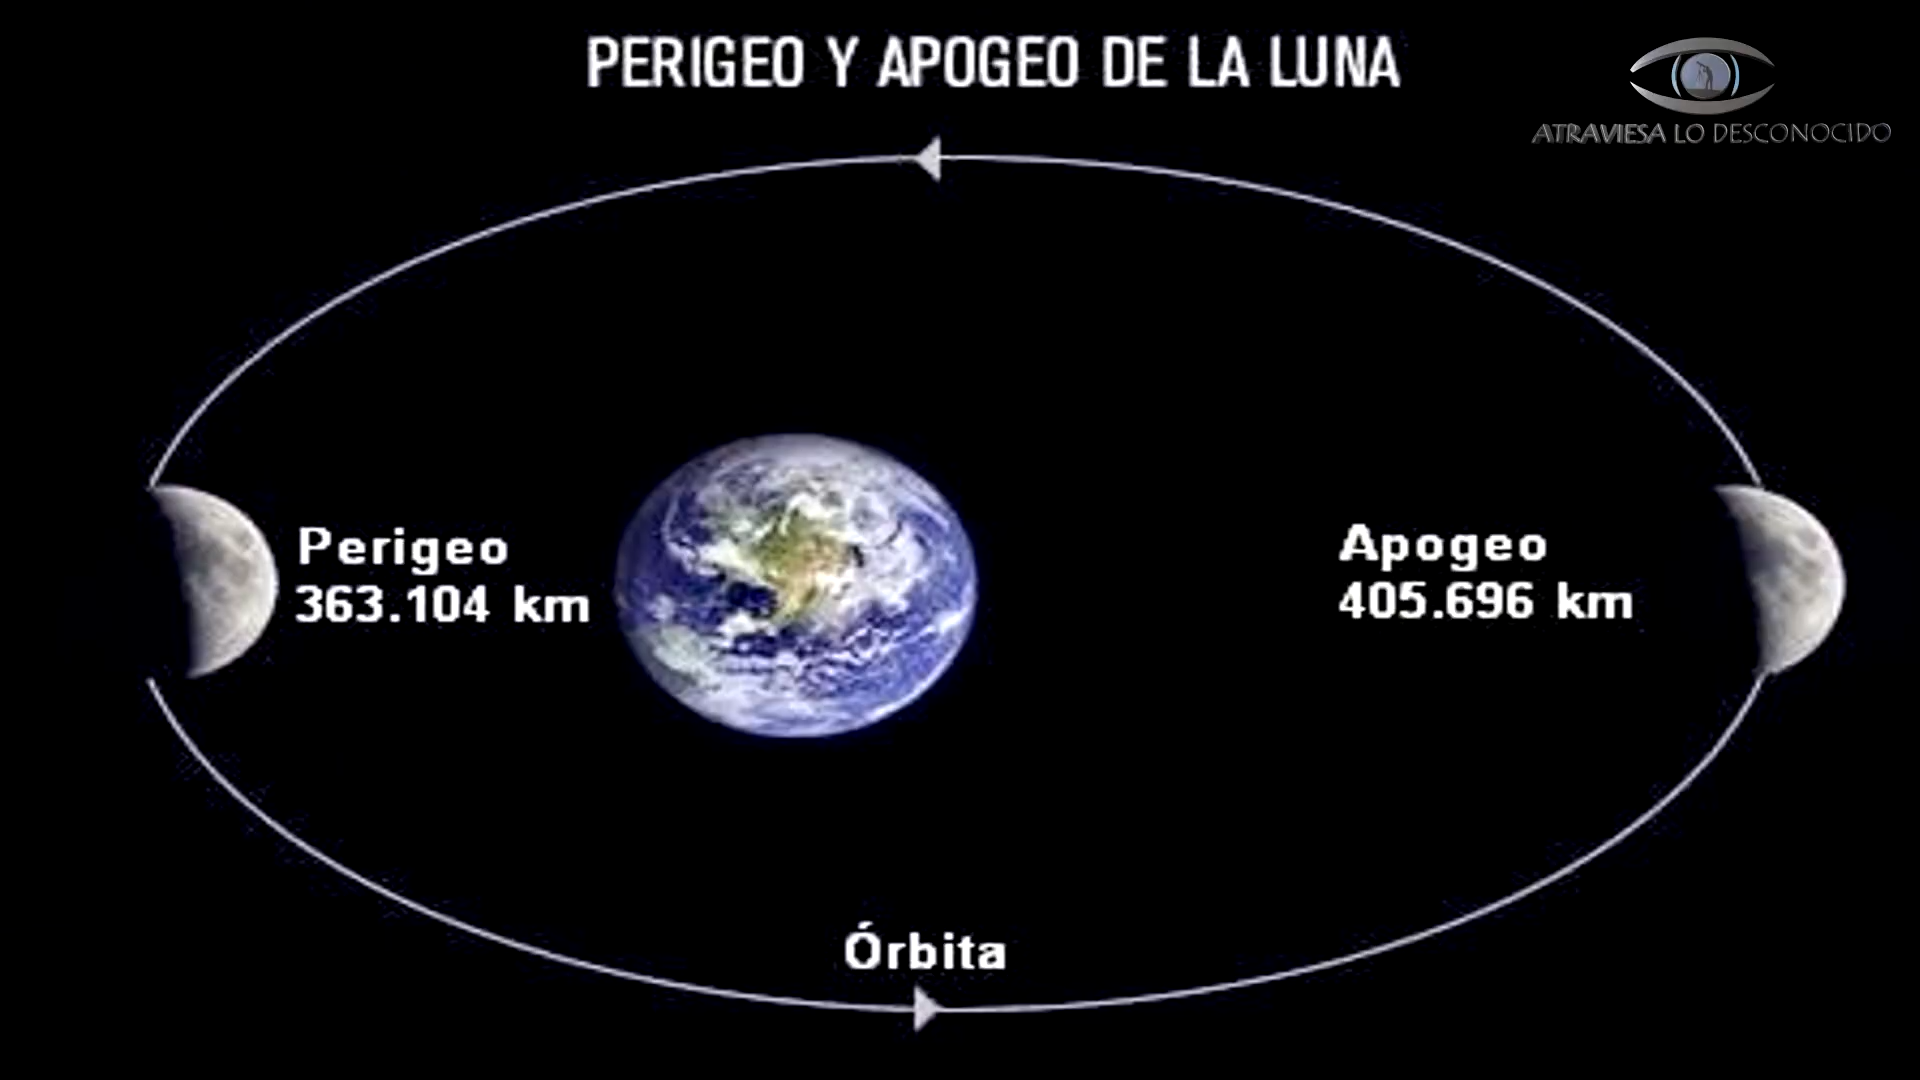 PERIGEO Y APOGEO DE LA LUNA
ATRAVIESA LO DESCONOCIDO
Perigeo
363.104 km
Apogeo
405.696 km
Órbita